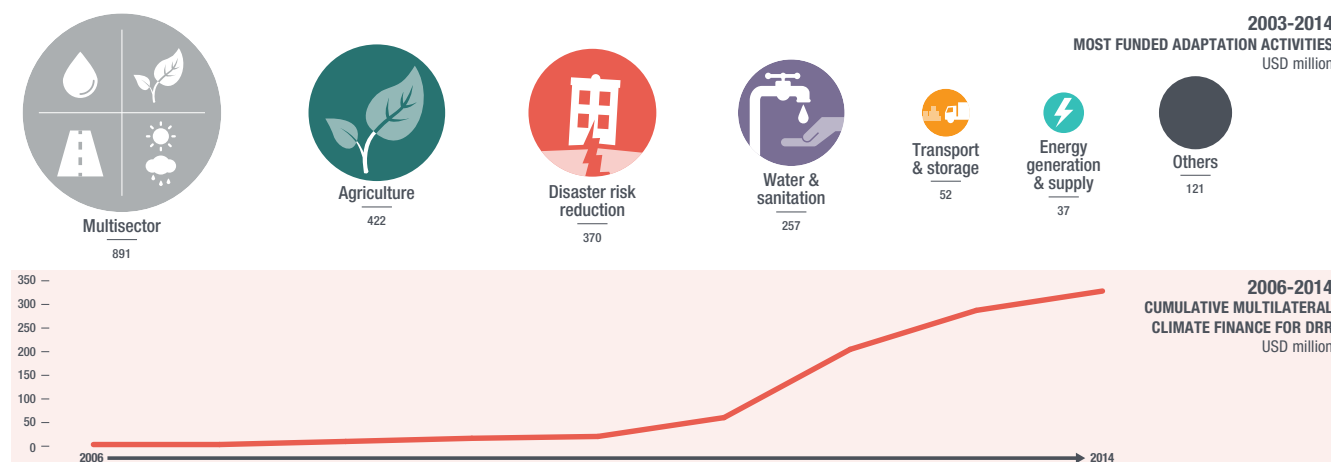 2003-2014
MOST FUNDED ADAPTATION ACTIVITIES
USD million
Multisector
891
Agriculture
422
Disaster risk
reduction
370
Water &
sanitation
257
Transport
& storage
52
Energy
generation
& supply
37
Others
121
2006-2014
CUMULATIVE MULTILATERAL
CLIMATE FINANCE FOR DRR
USD million
350
300
250
200
150
100
50
0
2006
2014